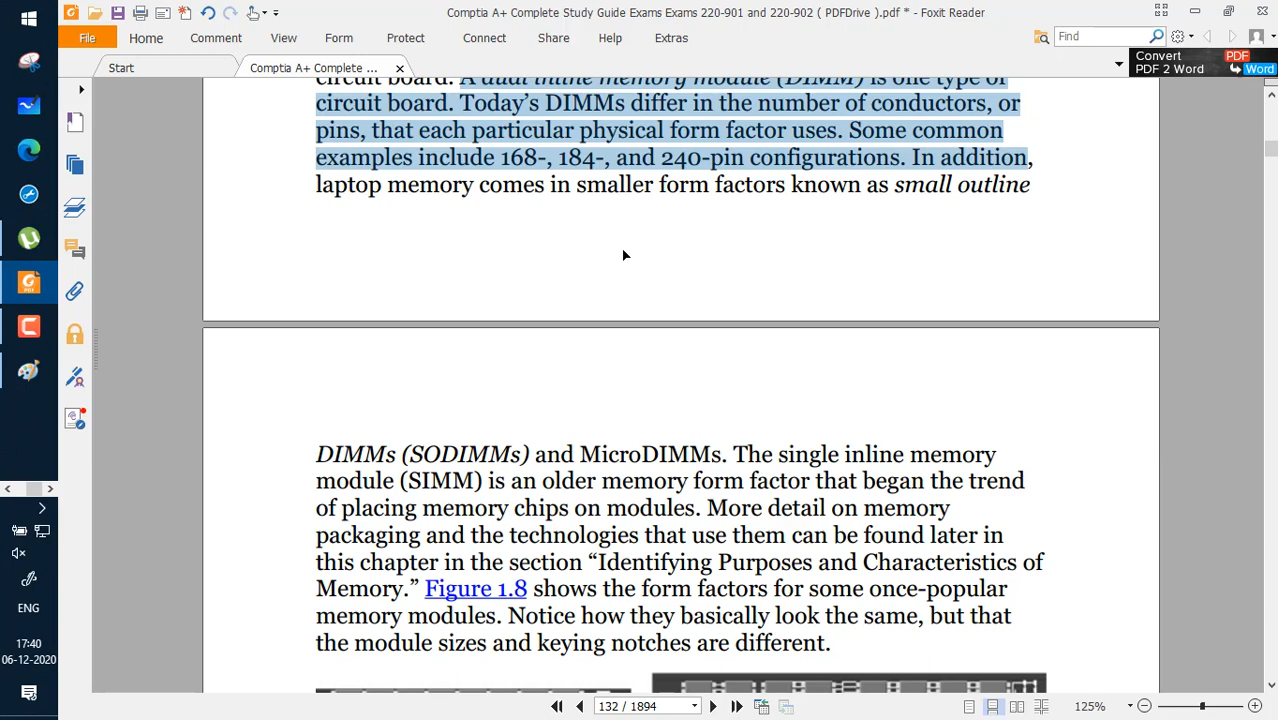 Comptia A+ Complete Study Guide Exams Exams 220-901 and 220-902 ( PDFDrive ).pdf * - Foxit Reader
File Home Comment View Form Protect Connect Share Help Extras
Find
Start
Comptia A+ Complete ...
Convert PDF
PDF 2 Word Word
circuit board. A dual inline memory module (DIMM) is one type of
circuit board. Today’s DIMMs differ in the number of conductors, or
pins, that each particular physical form factor uses. Some common
examples include 168-, 184-, and 240-pin configurations. In addition,
laptop memory comes in smaller form factors known as small outline
DIMMs (SODIMMs) and MicroDIMMs. The single inline memory
module (SIMM) is an older memory form factor that began the trend
of placing memory chips on modules. More detail on memory
packaging and the technologies that use them can be found later in
this chapter in the section “Identifying Purposes and Characteristics of
Memory.” Figure 1.8 shows the form factors for some once-popular
memory modules. Notice how they basically look the same, but that
the module sizes and keying notches are different.
ENG
17:40
06-12-2020
132 / 1894
125%